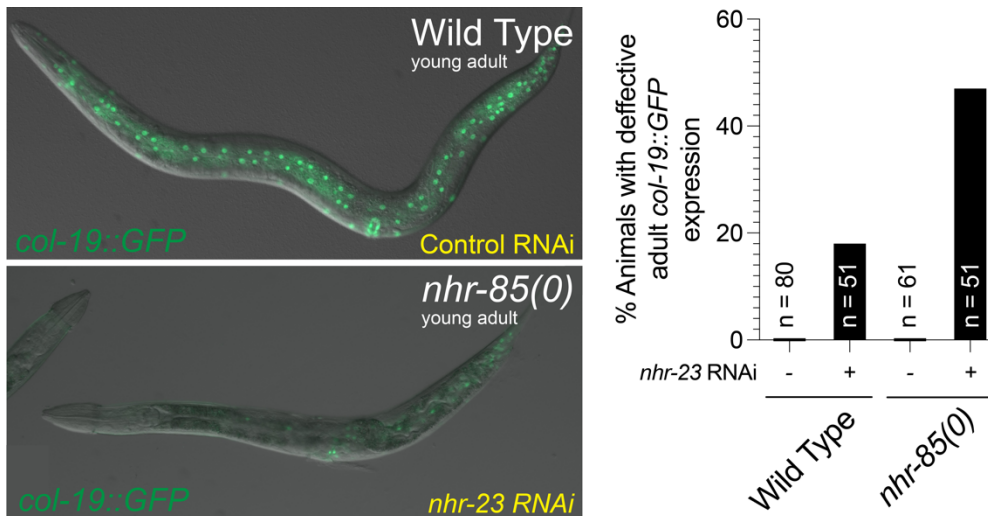 Wild Type
young adult
col-19::GFP
Control RNAi
nhr-85(0)
young adult
col-19::GFP
nhr-23 RNAi
% Animals with deffective
adult col-19::GFP
expression
60
40
20
0
n = 80
n = 51
n = 61
n = 51
nhr-23 RNAi - + - +
Wild Type
nhr-85(0)